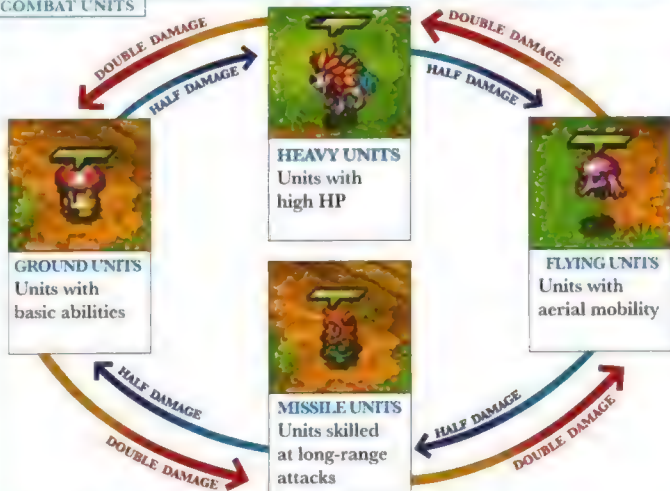 COMBAT UNITS
DOUBLE DAMAGE
HALF DAMAGE
HALF DAMAGE
DOUBLE DAMAGE
HEAVY UNITS
Units with
high HP
GROUND UNITS
Units with
basic abilities
FLYING UNITS
Units with
aerial mobility
MISSILE UNITS
Units skilled
at long-range
attacks
HALF DAMAGE
DOUBLE DAMAGE
HALF DAMAGE
DOUBLE DAMAGE